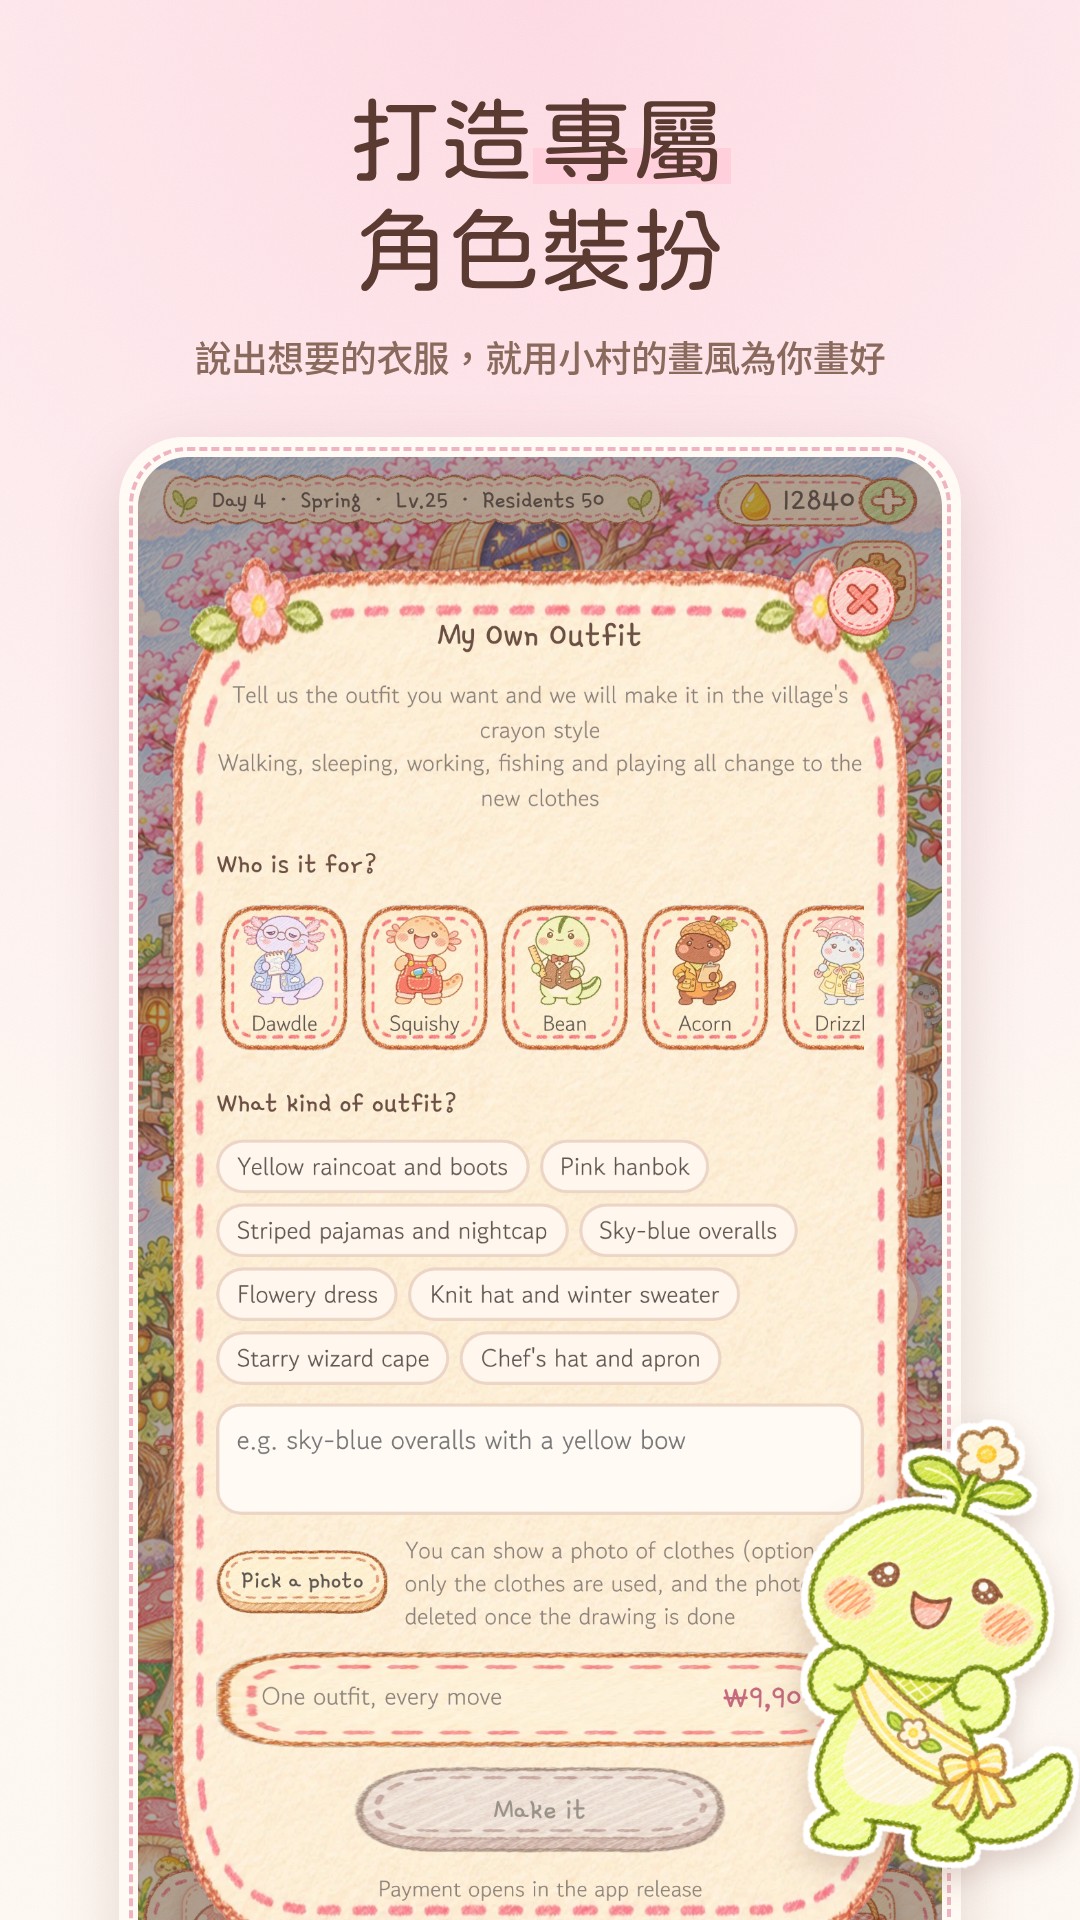 打造專屬
角色裝扮
說出想要的衣服，就用小村的畫風為你畫好
Day 4 · Spring · Lv.25 · Residents 50
12840
My Own Outfit
Tell us the outfit you want and we will make it in the village's
crayon style
Walking, sleeping, working, fishing and playing all change to the
new clothes
Who is it for?
Dawdle
Squishy
Bean
Acorn
Drizzl
What kind of outfit?
Yellow raincoat and boots
Pink hanbok
Striped pajamas and nightcap
Sky-blue overalls
Flowery dress
Knit hat and winter sweater
Starry wizard cape
Chef's hat and apron
e.g. sky-blue overalls with a yellow bow
Pick a photo
You can show a photo of clothes (option
only the clothes are used, and the phot
deleted once the drawing is done
One outfit, every move
₩9,90
Make it
Payment opens in the app release